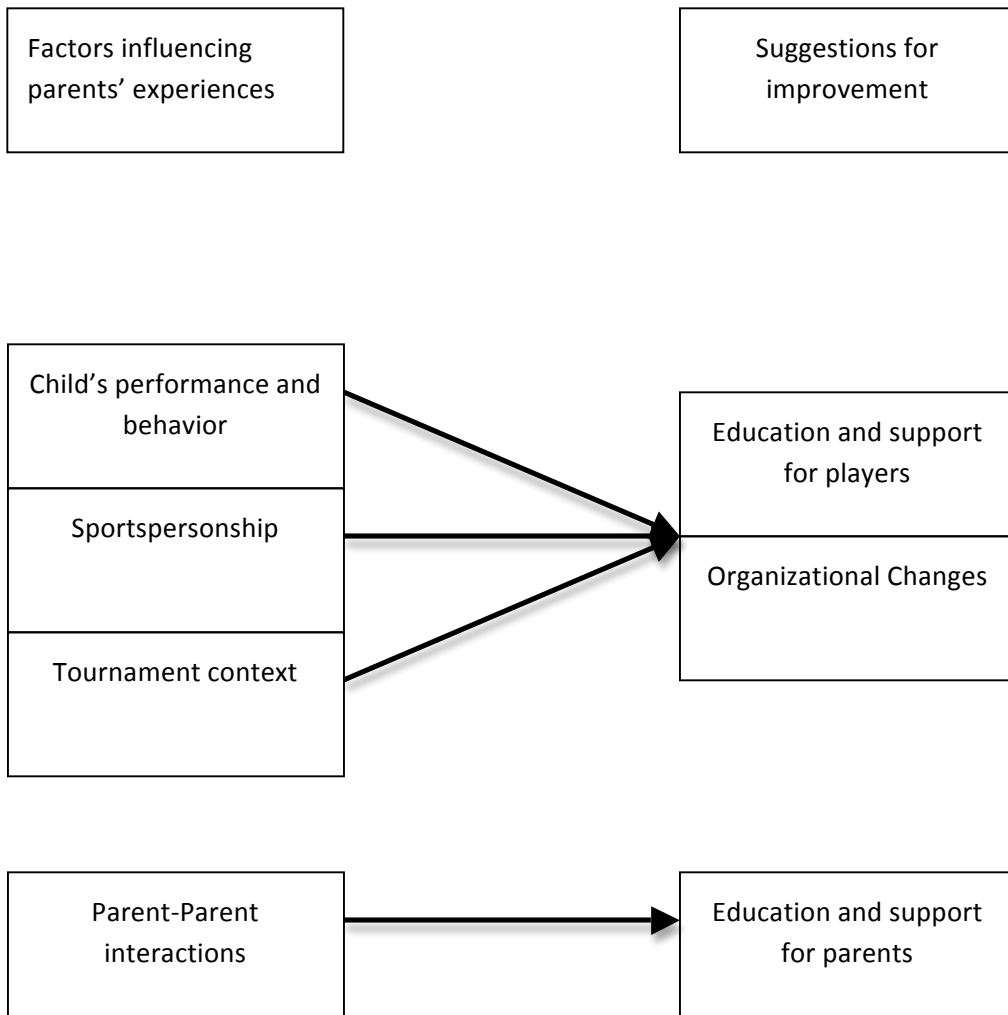 Factors influencing
parents’ experiences
Suggestions for
improvement
Child’s performance and
behavior
Sportspersonship
Tournament context
Education and support
for players
Organizational Changes
Parent-Parent
interactions
Education and support
for parents